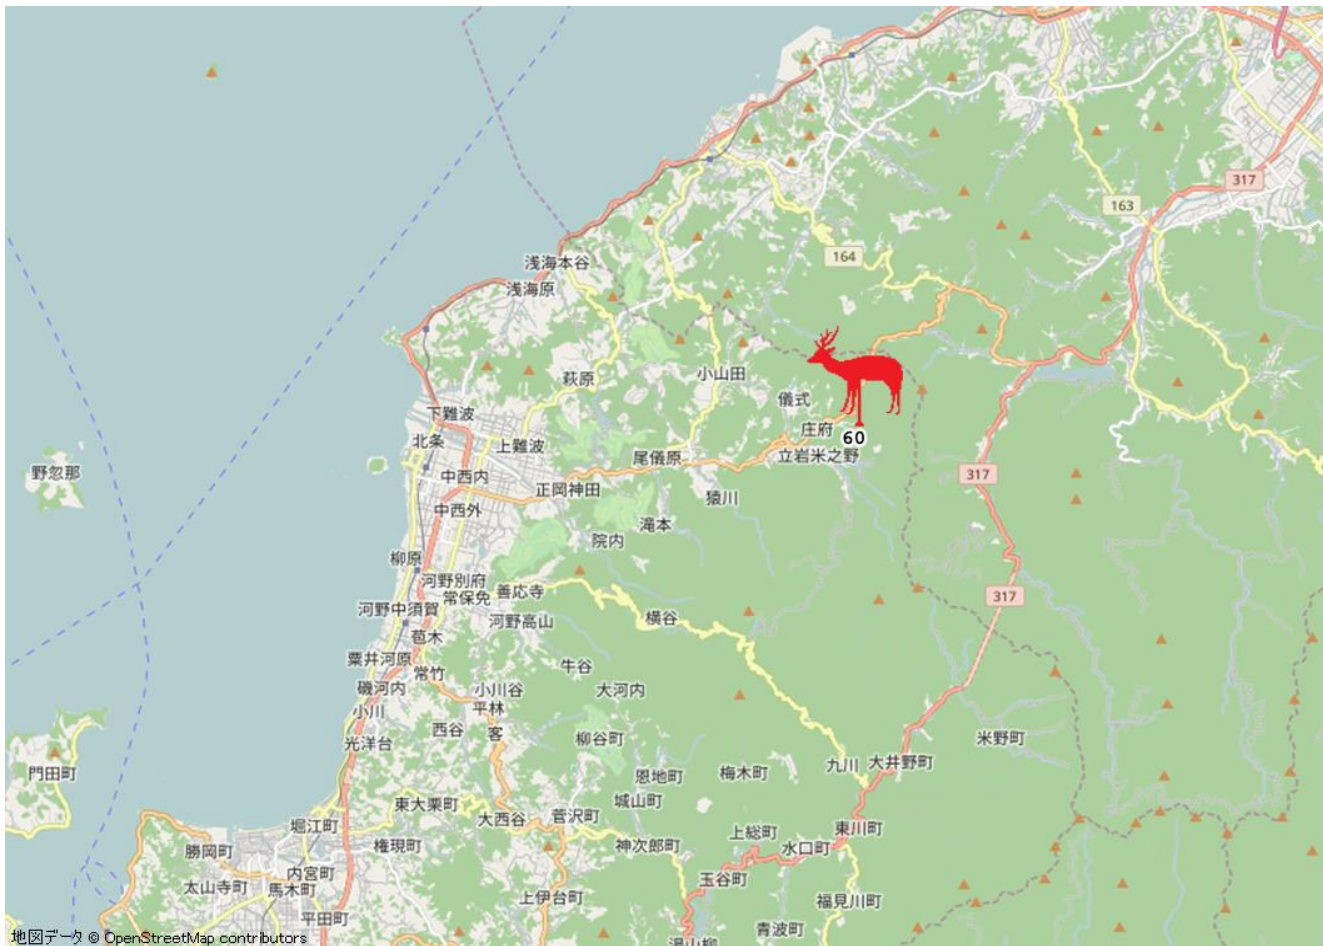 317
163
164
浅海本谷
浅海原
小山田
萩原
儀式
下難波
庄府
北条
60
上難波
尾儀原
立岩米之野
野忽那
中西内
317
正岡神田
猿川
中西外
滝本
院内
柳原
河野別府
善応寺
常保免
317
河野中須賀
横谷
河野高山
苞木
粟井河原
牛谷
常竹
磯河内
小川谷
大河内
小川
平林
西谷
客
柳谷町
米野町
光洋台
大井野町
九川
門田町
恩地町
梅木町
城山町
東大栗町
菅沢町
大西谷
堀江町
東川町
上総町
神次郎町
権現町
水口町
勝岡町
内宮町
玉谷町
太山寺町
馬木町
上伊台町
福見川町
平田町
青波町
湯山柳
地図データ © OpenStreetMap contributors